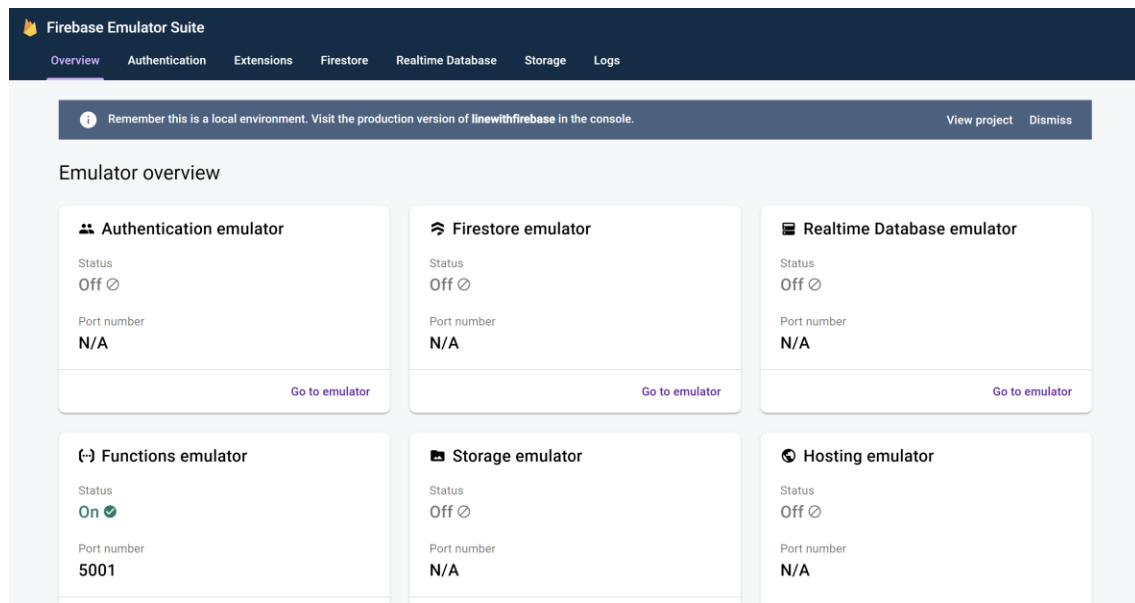 Firebase Emulator Suite
Overview Authentication Extensions Firestore Realtime Database Storage Logs
Remember this is a local environment. Visit the production version of linewithfirebase in the console. View project Dismiss
Emulator overview
Authentication emulator Firestore emulator Realtime Database emulator
Status Status Status
Off Off Off
Port number Port number Port number
N/A N/A N/A
Go to emulator Go to emulator Go to emulator
Functions emulator Storage emulator Hosting emulator
Status Status Status
On Off Off
Port number Port number Port number
5001 N/A N/A